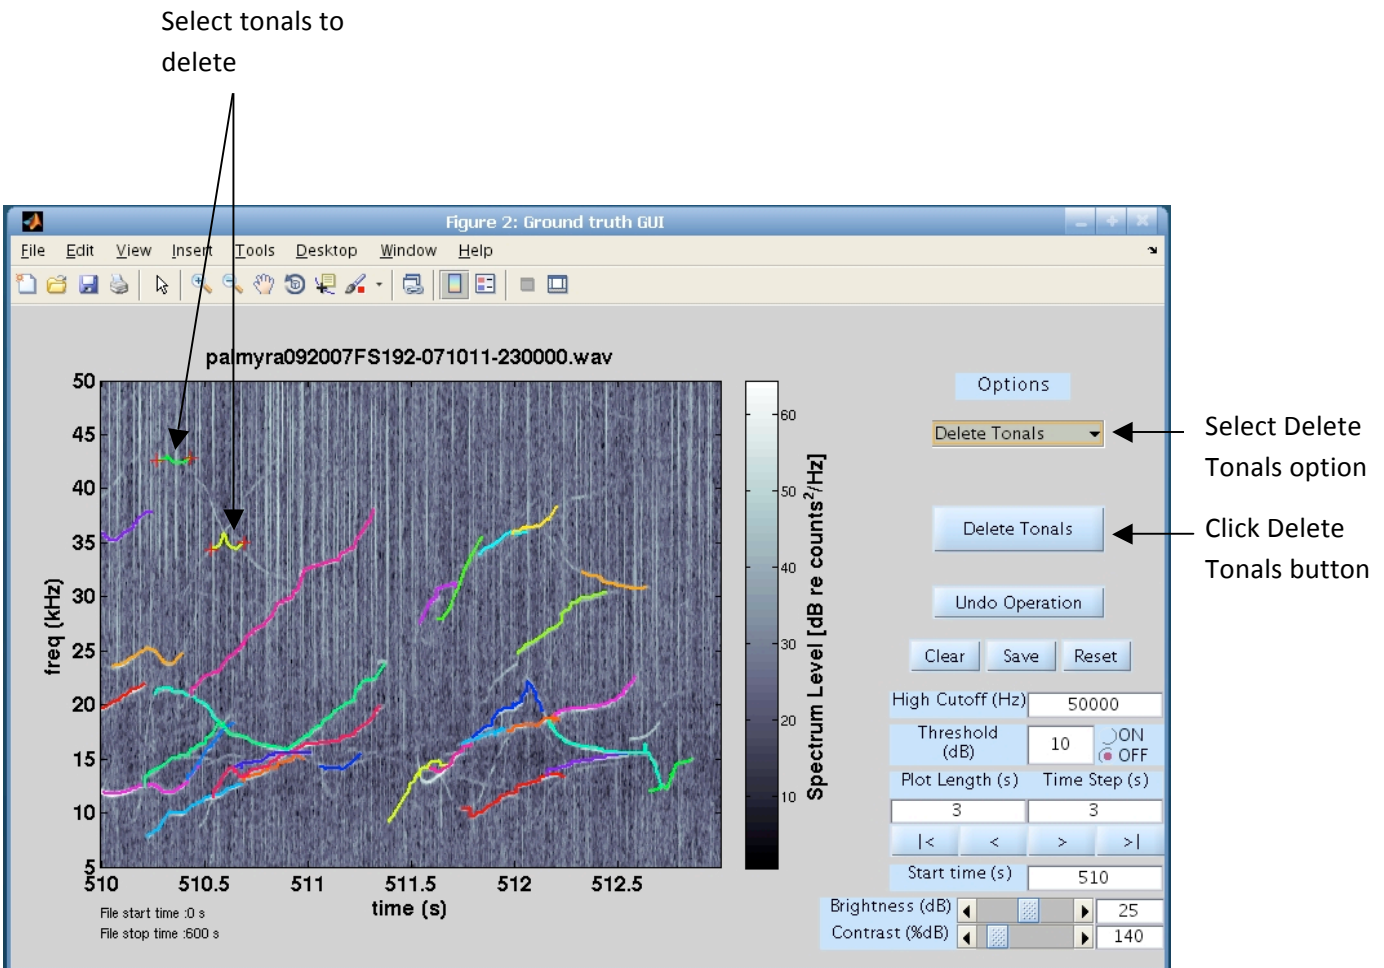 Select tonals to
delete
Figure 2: Ground truth GUI
File Edit View Insert Tools Desktop Window Help
palmyra092007FS192-071011-230000.wav
50
45
40
35
30
25
20
15
10
5
freq (kHz)
510 510.5 511 511.5 512 512.5
time (s)
File start time :0 s
File stop time :600 s
60
50
40
30
20
10
Spectrum Level [dB re counts²/Hz]
Options
Delete Tonals
Select Delete
Tonals option
Delete Tonals
Click Delete
Tonals button
Undo Operation
Clear Save Reset
High Cutoff (Hz) 50000
Threshold
(dB)
10
ON
OFF
Plot Length (s) Time Step (s)
3 3
|< < > >|
Start time (s) 510
Brightness (dB) 25
Contrast (%dB) 140